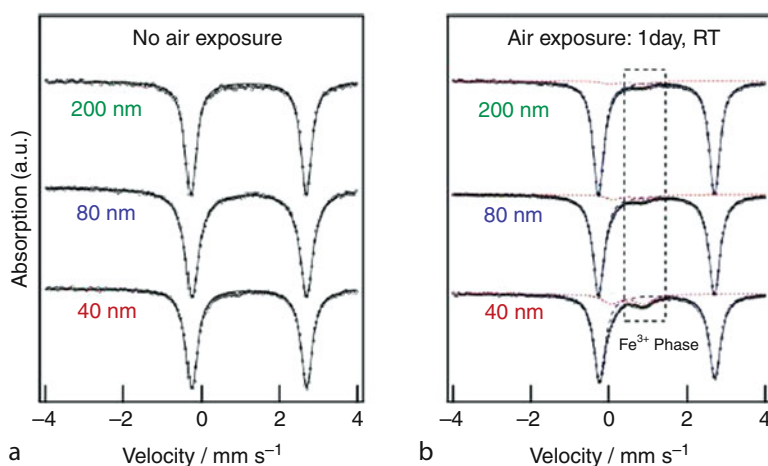 No air exposure
200 nm
80 nm
40 nm
Absorption (a.u.)
−4 −2 0 2 4
a Velocity / mm s⁻¹
Air exposure: 1day, RT
200 nm
80 nm
40 nm
Fe³⁺ Phase
−4 −2 0 2 4
b Velocity / mm s⁻¹